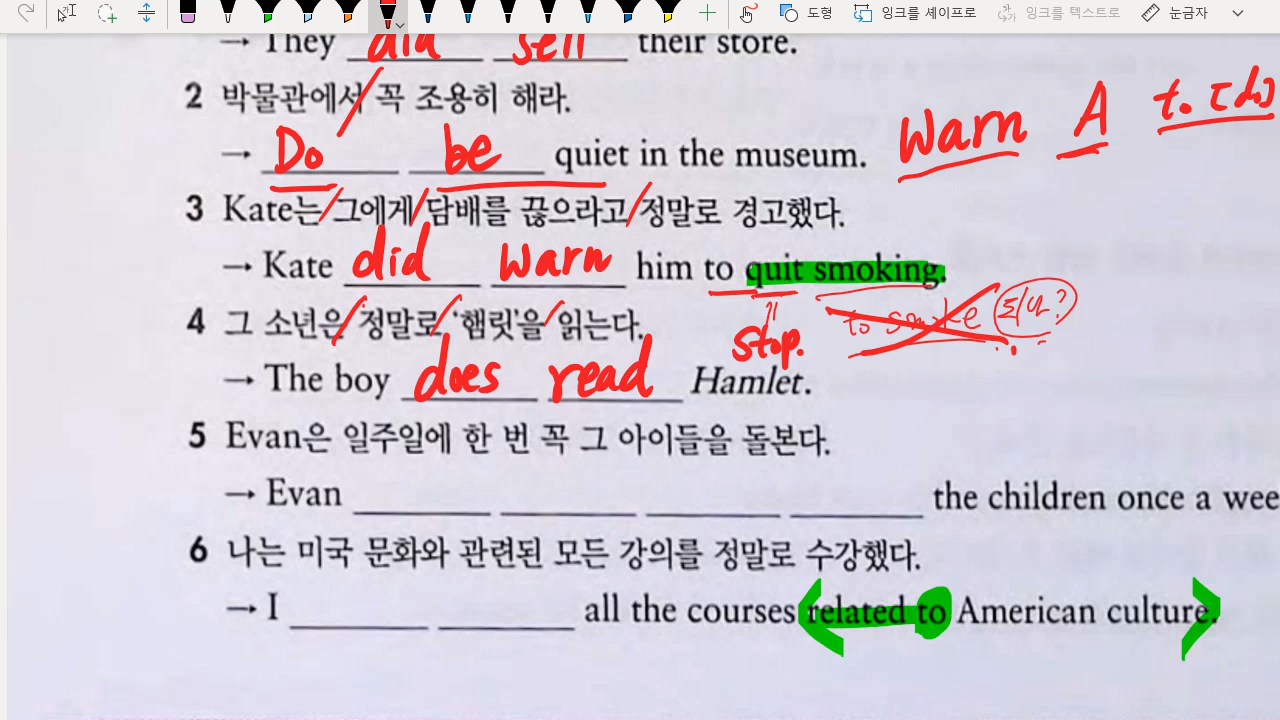 도형 잉크를 셰이프로 잉크를 텍스트로 눈금자
→ They did sell their store.
2 박물관에서 꼭 조용히 해라.
→ Do be quiet in the museum.
warn A to [do]
3 Kate는 그에게 담배를 끊으라고 정말로 경고했다.
→ Kate did warn him to quit smoking.
4 그 소년은 정말로 '햄릿'을 읽는다.
stop.
to smoke
→ The boy does read Hamlet.
5 Evan은 일주일에 한 번 꼭 그 아이들을 돌본다.
→ Evan the children once a wee
6 나는 미국 문화와 관련된 모든 강의를 정말로 수강했다.
→ I all the courses related to American culture.